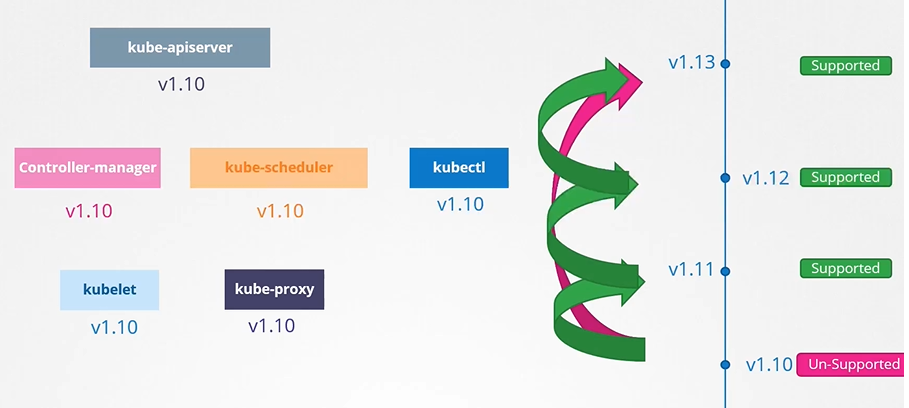 kube-apiserver
v1.10
Controller-manager
v1.10
kube-scheduler
v1.10
kubectl
v1.10
kubelet
v1.10
kube-proxy
v1.10
v1.13
Supported
v1.12
Supported
v1.11
Supported
v1.10
Un-Supported